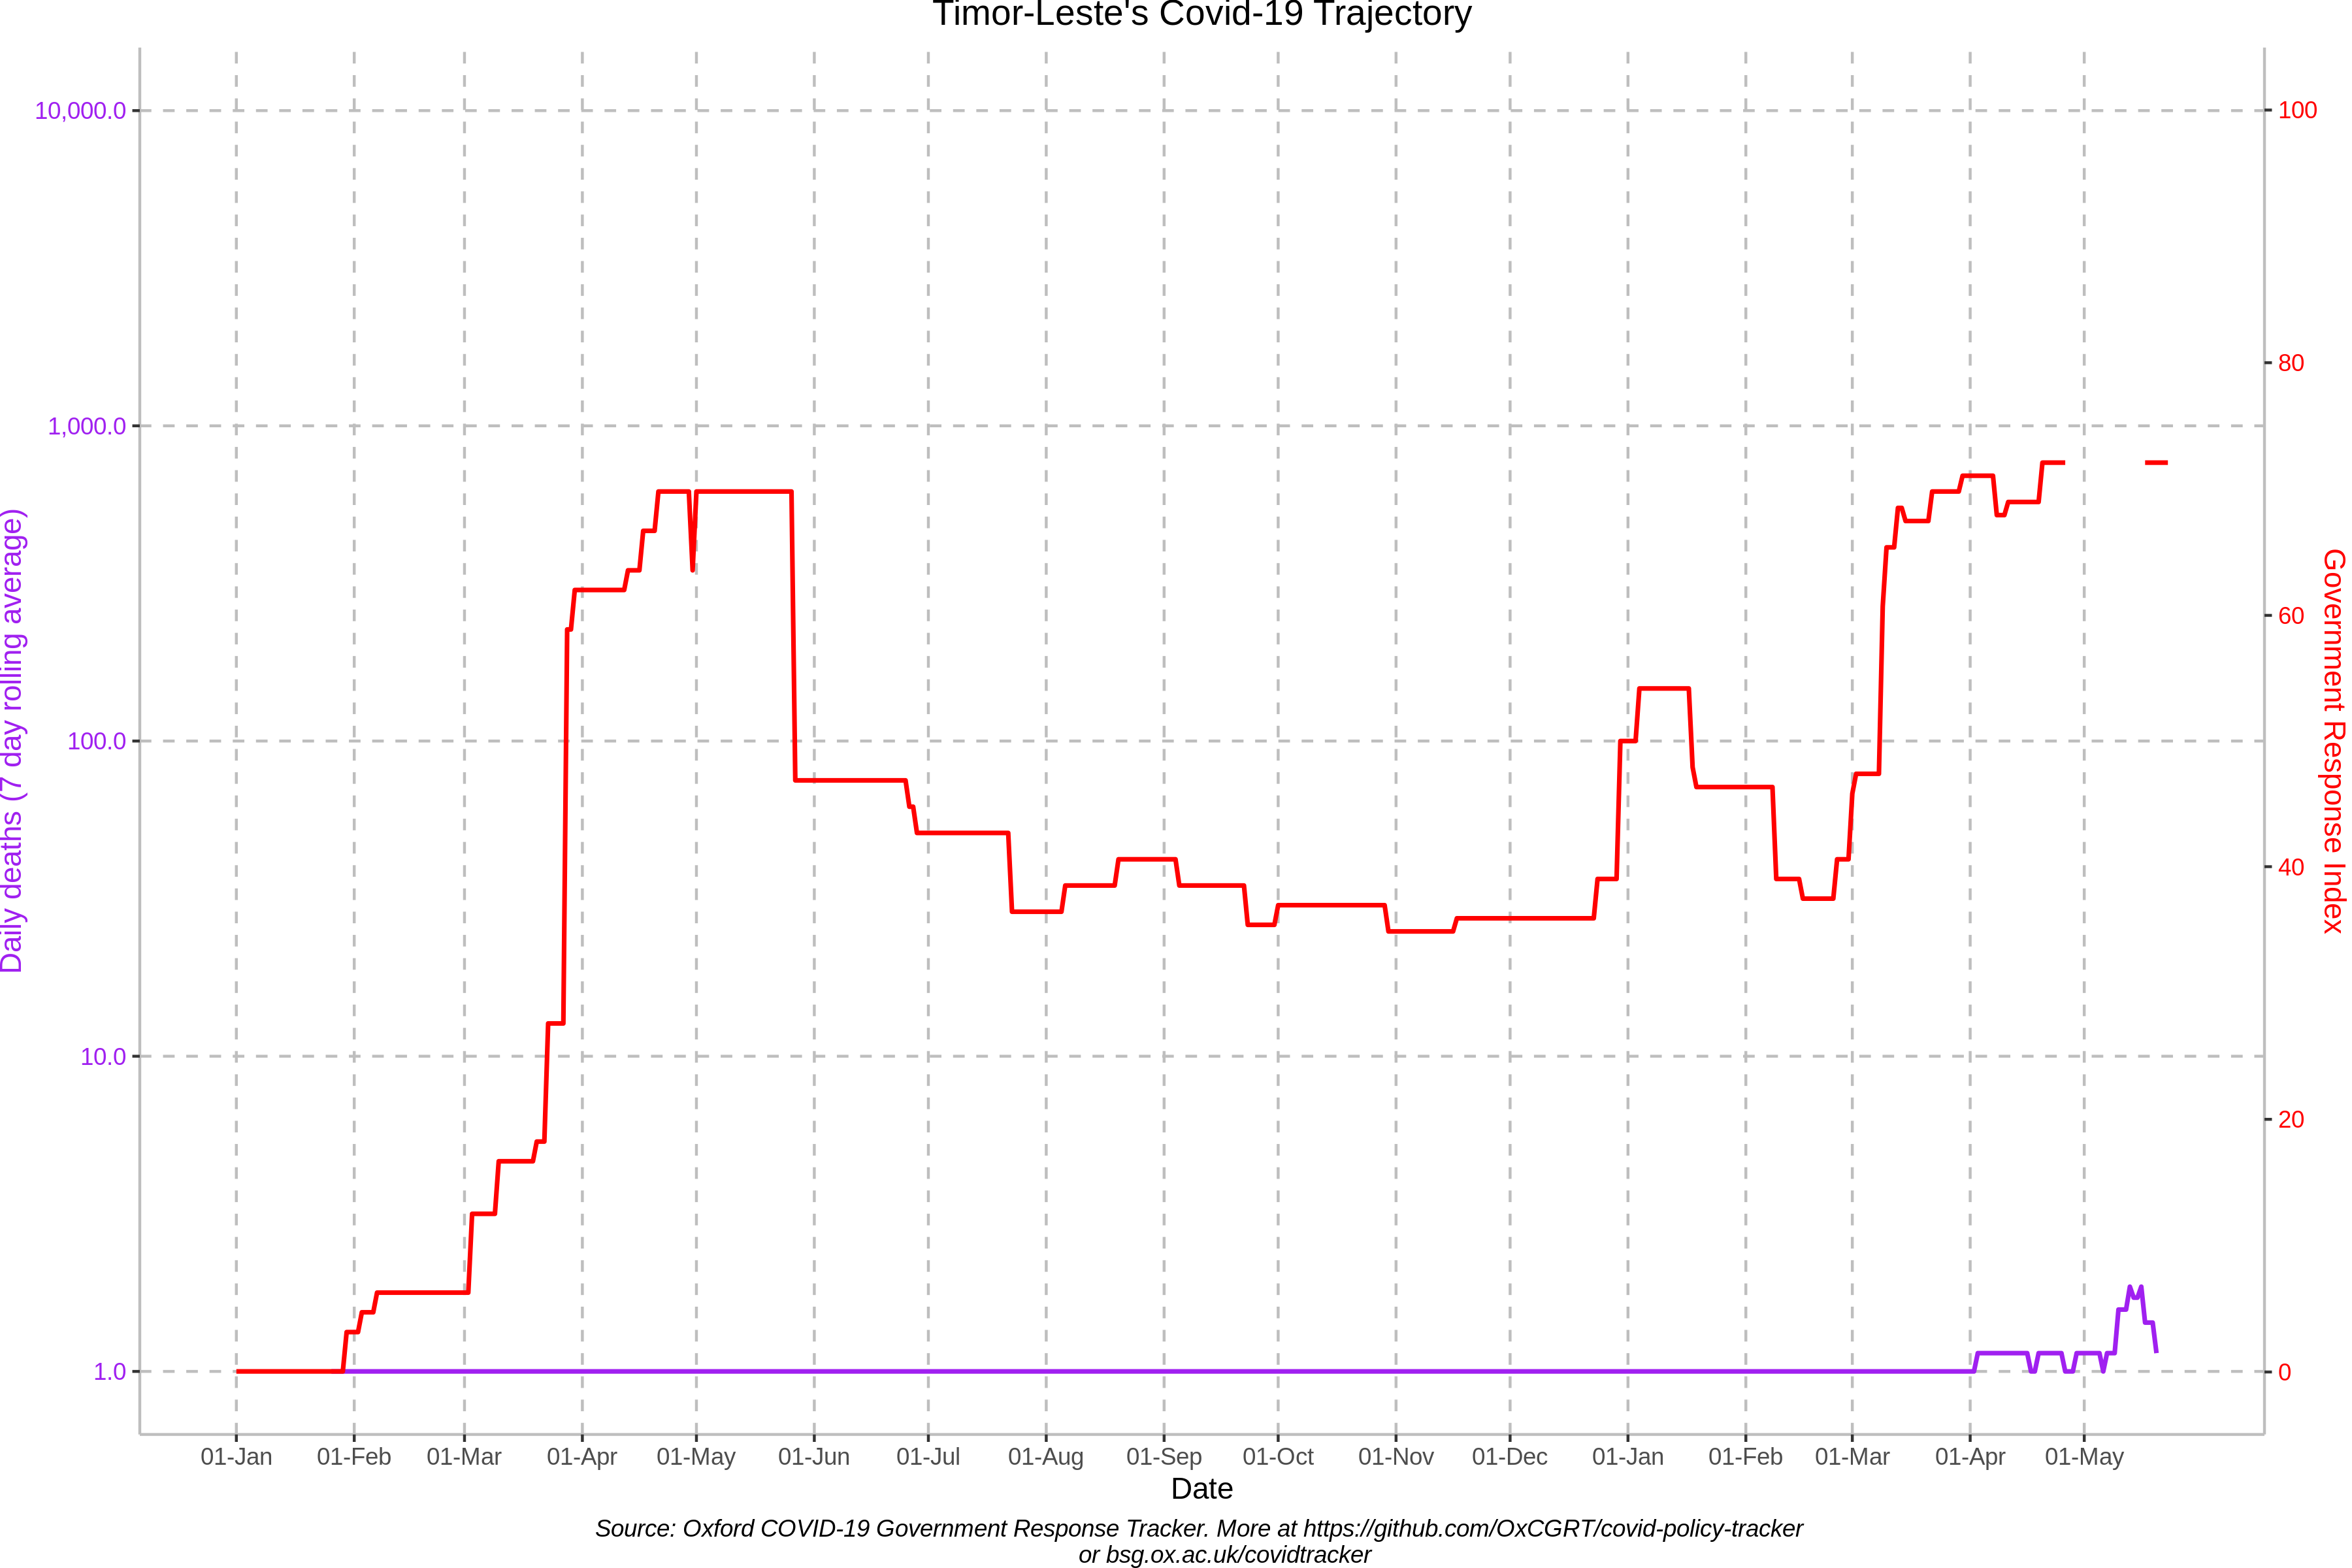 Timor-Leste's Covid-19 Trajectory
10,000.0
1,000.0
100.0
10.0
1.0
Daily deaths (7 day rolling average)
100
80
60
40
20
0
Government Response Index
01-Jan 01-Feb 01-Mar 01-Apr 01-May 01-Jun 01-Jul 01-Aug 01-Sep 01-Oct 01-Nov 01-Dec 01-Jan 01-Feb 01-Mar 01-Apr 01-May
Date
Source: Oxford COVID-19 Government Response Tracker. More at https://github.com/OxCGRT/covid-policy-tracker
or bsg.ox.ac.uk/covidtracker